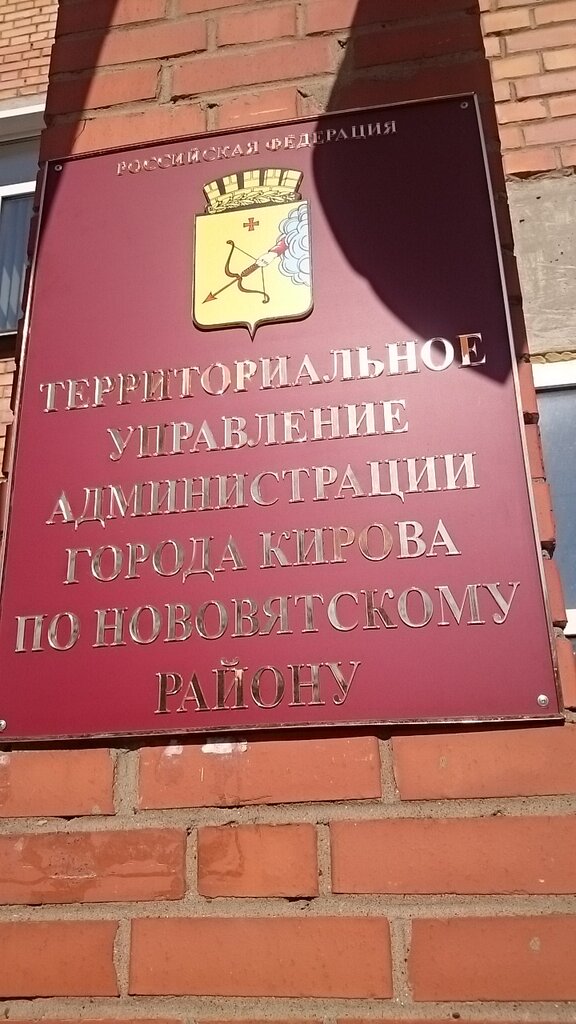 РОССИЙСКАЯ ФЕДЕРАЦИЯ
ТЕРРИТОРИАЛЬНОЕ
УПРАВЛЕНИЕ
АДМИНИСТРАЦИИ
ГОРОДА КИРОВА
ПО НОВОВЯТСКОМУ
РАЙОНУ